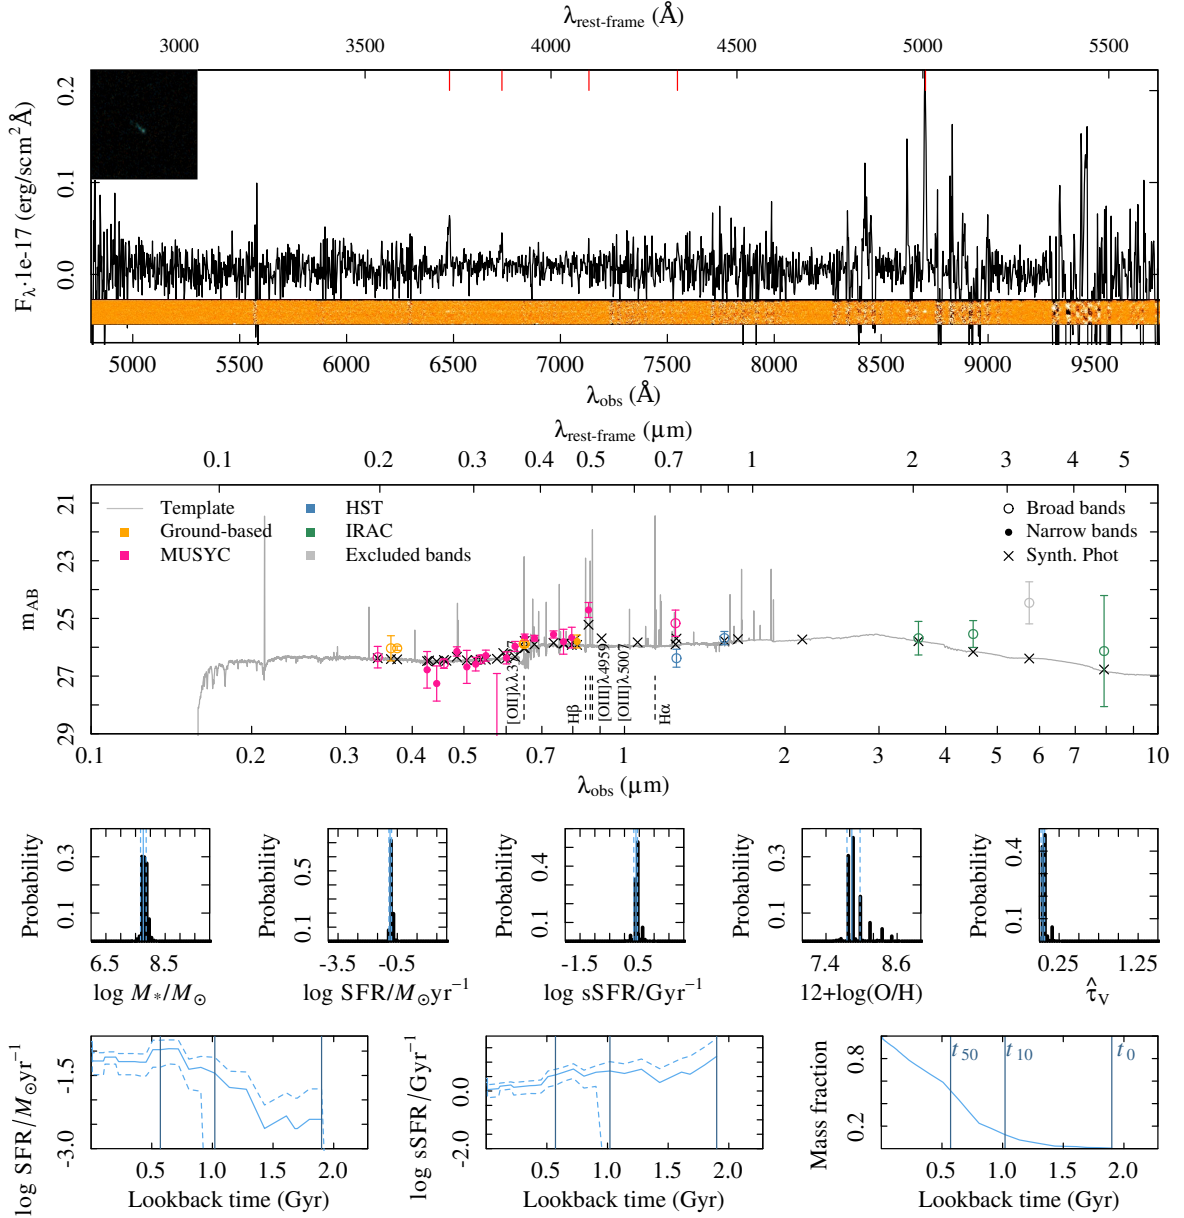 λrest-frame (Å)
3000 3500 4000 4500 5000 5500
Fλ·1e-17 (erg/scm²Å)
0.2
0.1
0.0
5000 5500 6000 6500 7000 7500 8000 8500 9000 9500
λobs (Å)
λrest-frame (μm)
0.1 0.2 0.3 0.4 0.5 0.7 1 2 3 4 5
mAB
21
23
25
27
29
Template
Ground-based
MUSYC
HST
IRAC
Excluded bands
Broad bands
Narrow bands
Synth. Phot
[OII]λλ3
Hβ
[OIII]λ4959
[OIII]λ5007
Hα
0.1 0.2 0.3 0.4 0.5 0.7 1 2 3 4 5 6 7 10
λobs (μm)
Probability
0.3
0.1
6.5 8.5
log M*/M⊙
Probability
0.5
0.1
-3.5 -0.5
log SFR/M⊙yr⁻¹
Probability
0.4
0.1
-1.5 0.5
log sSFR/Gyr⁻¹
Probability
0.3
0.1
7.4 8.6
12+log(O/H)
Probability
0.4
0.1
0.25 1.25
τ̂V
log SFR/M⊙yr⁻¹
-1.5
-3.0
0.5 1.0 1.5 2.0
Lookback time (Gyr)
log sSFR/Gyr⁻¹
0.0
-2.0
0.5 1.0 1.5 2.0
Lookback time (Gyr)
Mass fraction
0.8
0.2
t50 t10 t0
0.5 1.0 1.5 2.0
Lookback time (Gyr)